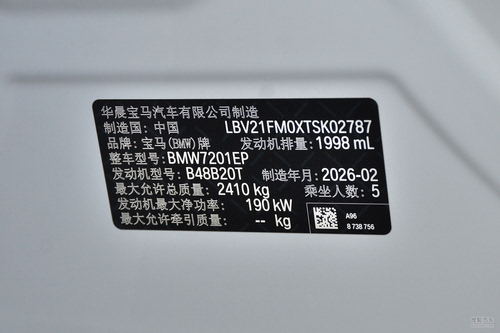 华晨宝马汽车有限公司制造
制造国：中国 LBV21FM0XTSK02787
品牌：宝马(BMW)牌 发动机排量：1998 mL
整车型号：BMW7201EP
发动机型号：B48B20T 制造年月：2026-02
最大允许总质量：2410 kg 乘坐人数：5
发动机最大净功率：190 kW
最大允许牵引质量：-- kg
A96
8 738 756